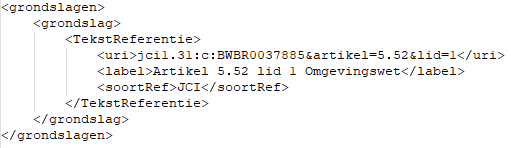 <grondslagen>
<grondslag>
<TekstReferentie>
<uri>jci1.31:c:BWBR0037885&artikel=5.52&lid=1</uri>
<label>Artikel 5.52 lid 1 Omgevingswet</label>
<soortRef>JCI</soortRef>
</TekstReferentie>
</grondslag>
</grondslagen>